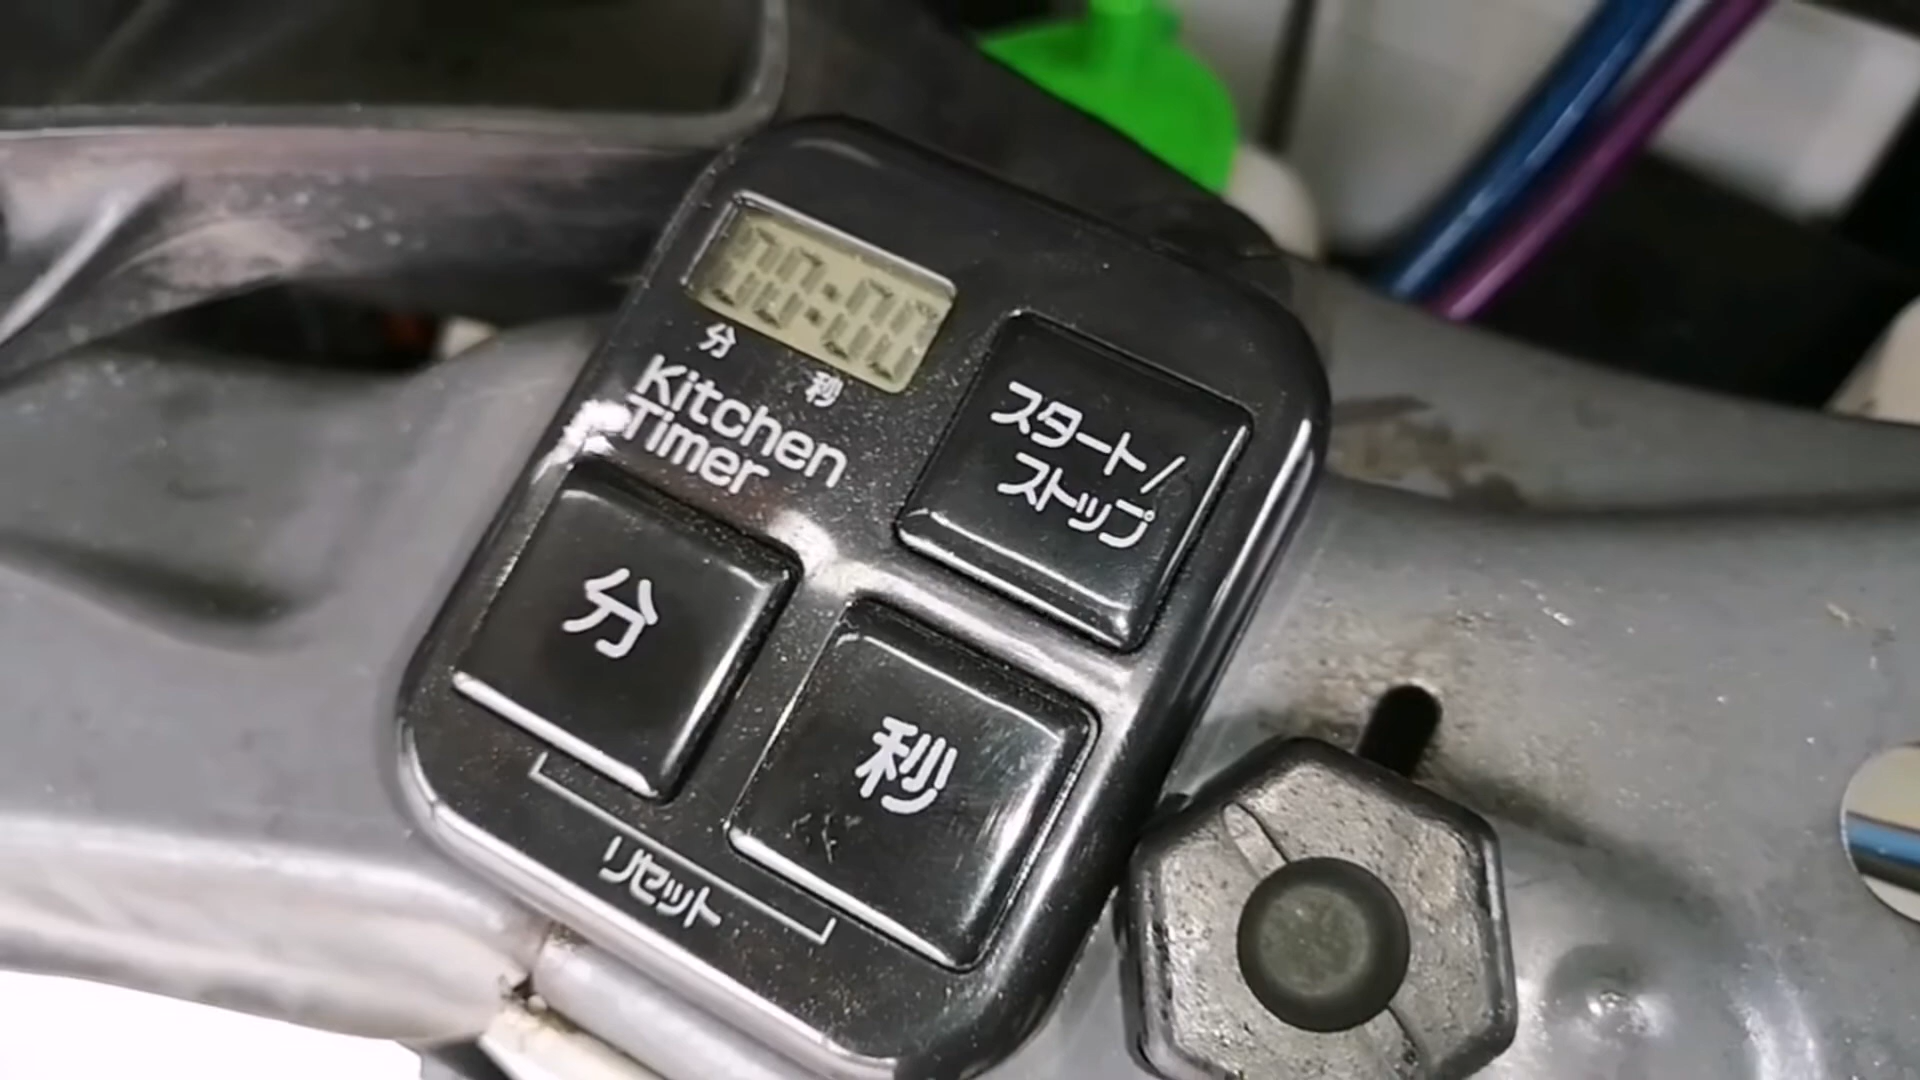 00:00
分
秒
Kitchen
Timer
スタート/
ストップ
分
秒
リセット